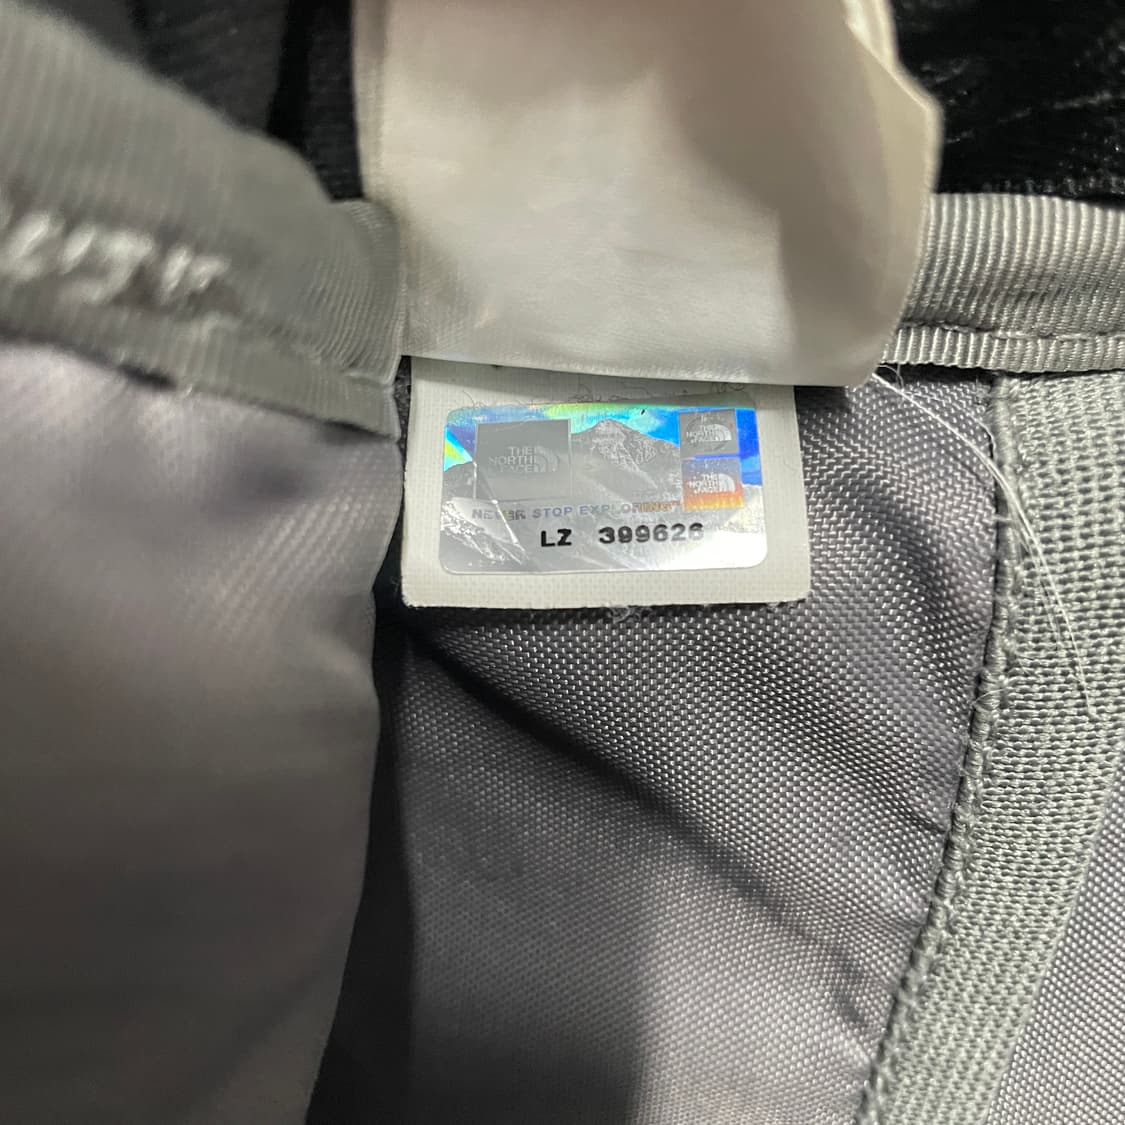 THE
NORTH
FACE
THE
NORTH
FACE
THE
NORTH
FACE
NEVER STOP EXPLORING
LZ 399626